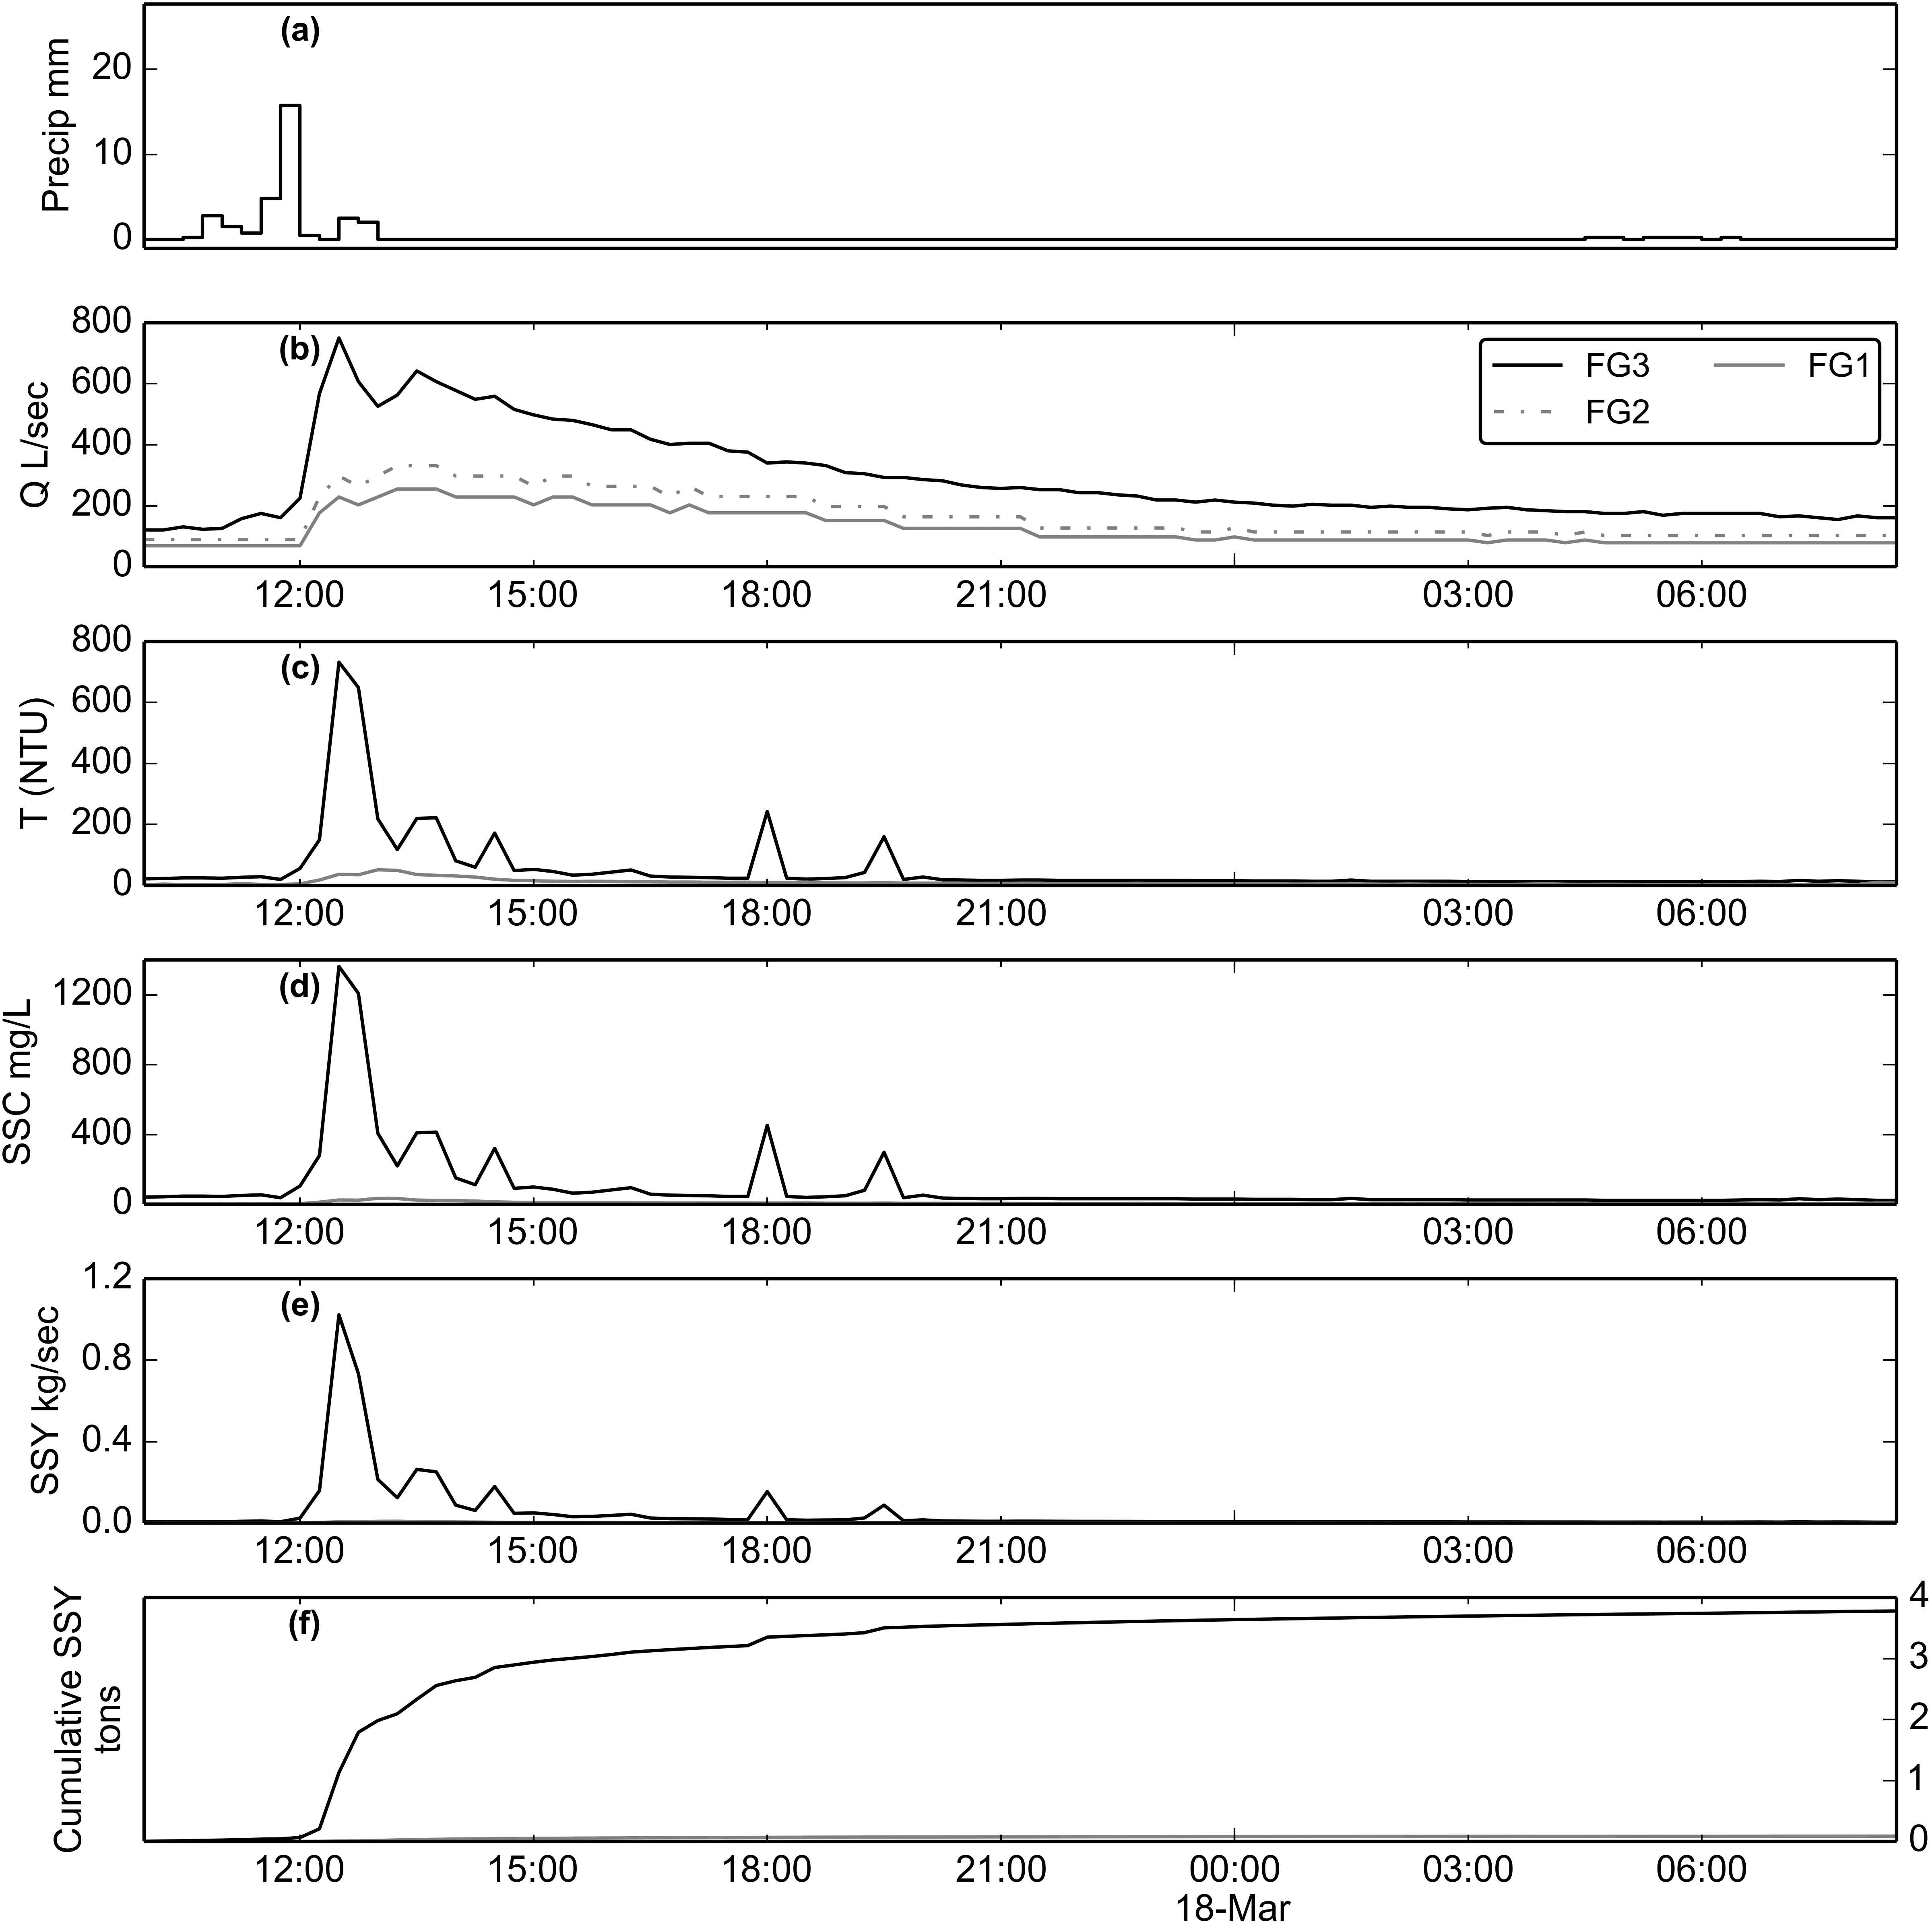 (a)
Precip mm
20
10
0
(b)
Q L/sec
800
600
400
200
0
FG3 FG1
FG2
12:00 15:00 18:00 21:00 03:00 06:00
(c)
T (NTU)
800
600
400
200
0
12:00 15:00 18:00 21:00 03:00 06:00
(d)
SSC mg/L
1200
800
400
0
12:00 15:00 18:00 21:00 03:00 06:00
(e)
SSY kg/sec
1.2
0.8
0.4
0.0
12:00 15:00 18:00 21:00 03:00 06:00
(f)
Cumulative SSY
tons
4
3
2
1
0
12:00 15:00 18:00 21:00 00:00 03:00 06:00
18-Mar